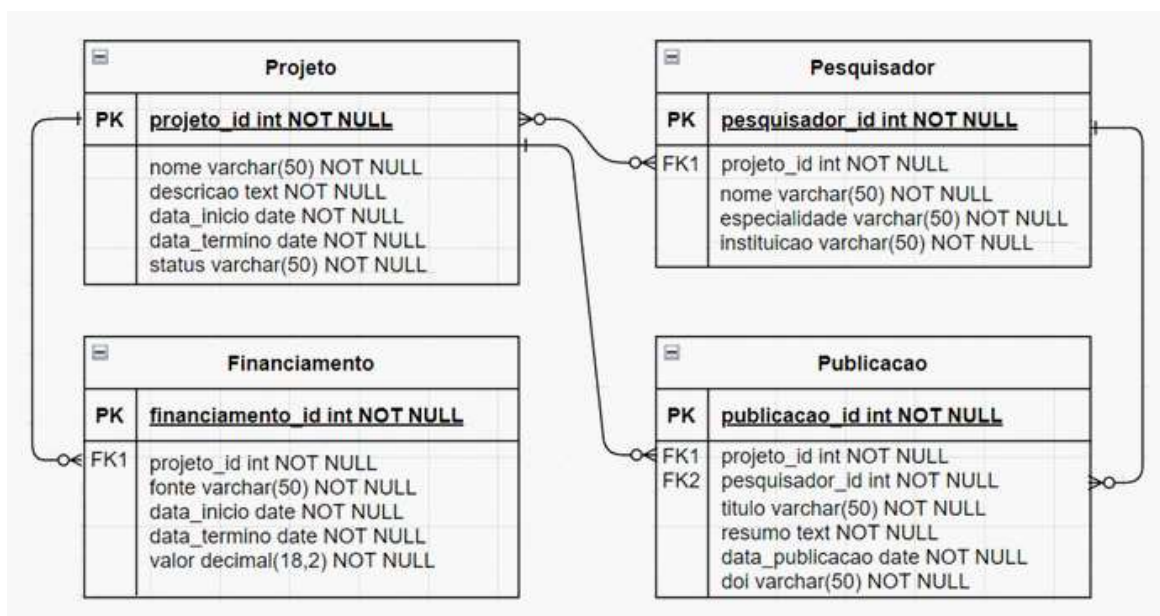 Projeto
PK projeto_id int NOT NULL
nome varchar(50) NOT NULL
descricao text NOT NULL
data_inicio date NOT NULL
data_termino date NOT NULL
status varchar(50) NOT NULL
Pesquisador
PK pesquisador_id int NOT NULL
FK1 projeto_id int NOT NULL
nome varchar(50) NOT NULL
especialidade varchar(50) NOT NULL
instituicao varchar(50) NOT NULL
Financiamento
PK financiamento_id int NOT NULL
FK1 projeto_id int NOT NULL
fonte varchar(50) NOT NULL
data_inicio date NOT NULL
data_termino date NOT NULL
valor decimal(18,2) NOT NULL
Publicacao
PK publicacao_id int NOT NULL
FK1 projeto_id int NOT NULL
FK2 pesquisador_id int NOT NULL
titulo varchar(50) NOT NULL
resumo text NOT NULL
data_publicacao date NOT NULL
doi varchar(50) NOT NULL